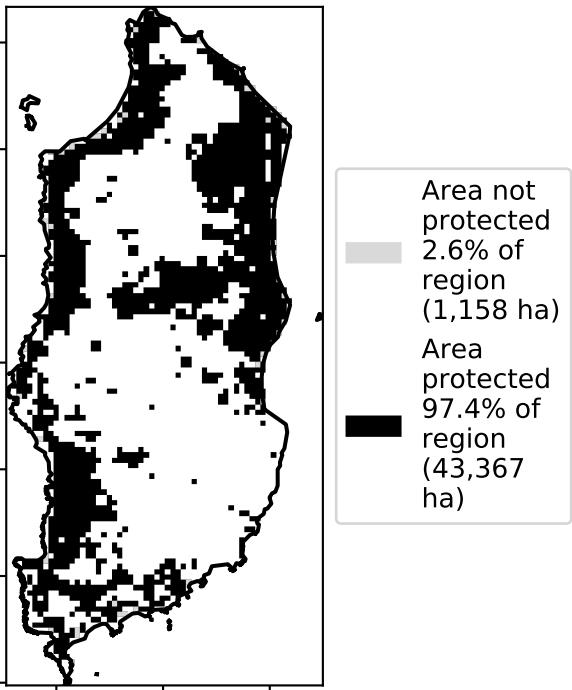 Area not
protected
2.6% of
region
(1,158 ha)
Area
protected
97.4% of
region
(43,367
ha)